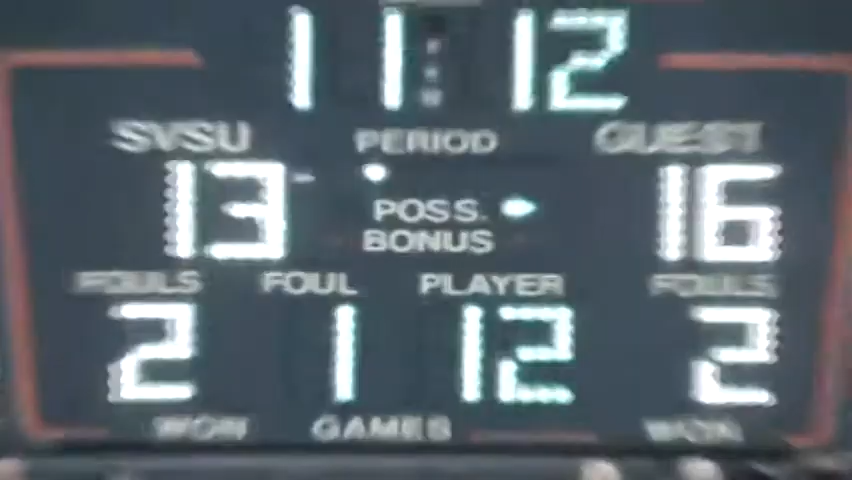 11 12
SVSU PERIOD GUEST
13 POSS. 16
BONUS
FOULS FOUL PLAYER FOULS
2 1 12 2
WON GAMES WON